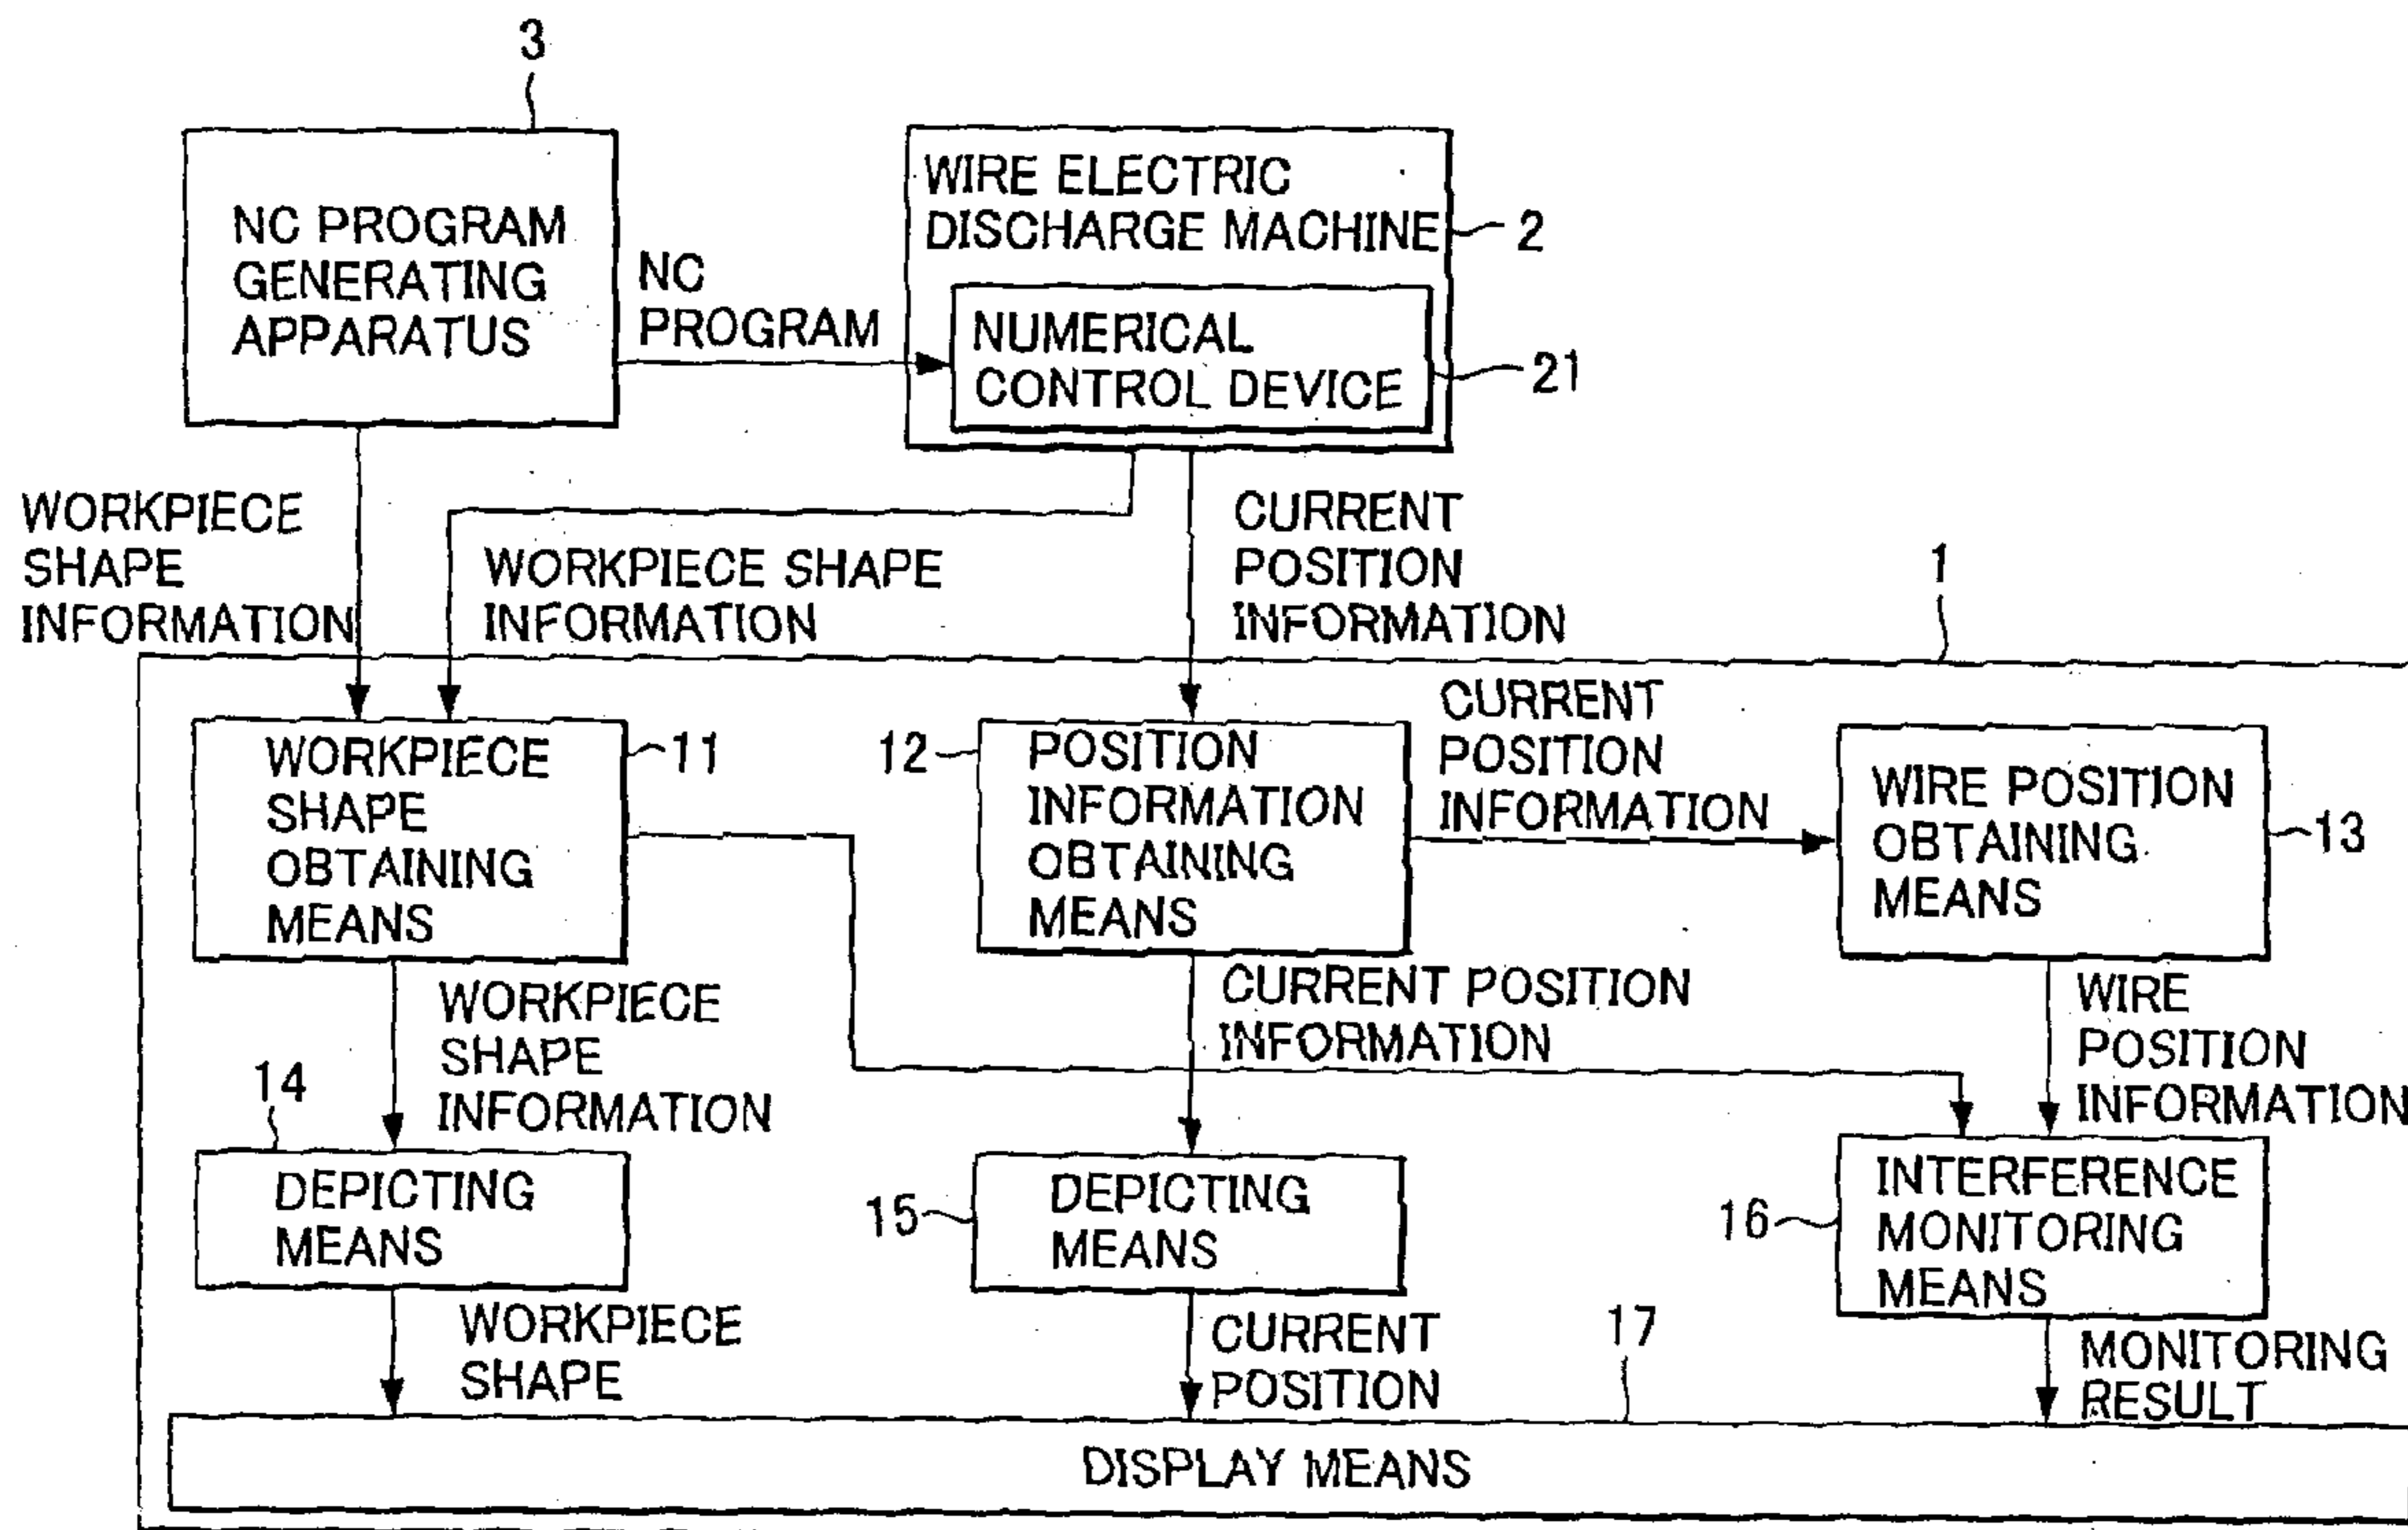 3
NC PROGRAM
GENERATING
APPARATUS
NC
PROGRAM
WIRE ELECTRIC
DISCHARGE MACHINE
2
NUMERICAL
CONTROL DEVICE
21
WORKPIECE
SHAPE
INFORMATION
WORKPIECE SHAPE
INFORMATION
CURRENT
POSITION
INFORMATION
1
WORKPIECE
SHAPE
OBTAINING
MEANS
11
12
POSITION
INFORMATION
OBTAINING
MEANS
CURRENT
POSITION
INFORMATION
WIRE POSITION
OBTAINING
MEANS
13
WORKPIECE
SHAPE
INFORMATION
CURRENT POSITION
INFORMATION
WIRE
POSITION
INFORMATION
14
DEPICTING
MEANS
15
DEPICTING
MEANS
16
INTERFERENCE
MONITORING
MEANS
WORKPIECE
SHAPE
CURRENT
POSITION
17
MONITORING
RESULT
DISPLAY MEANS